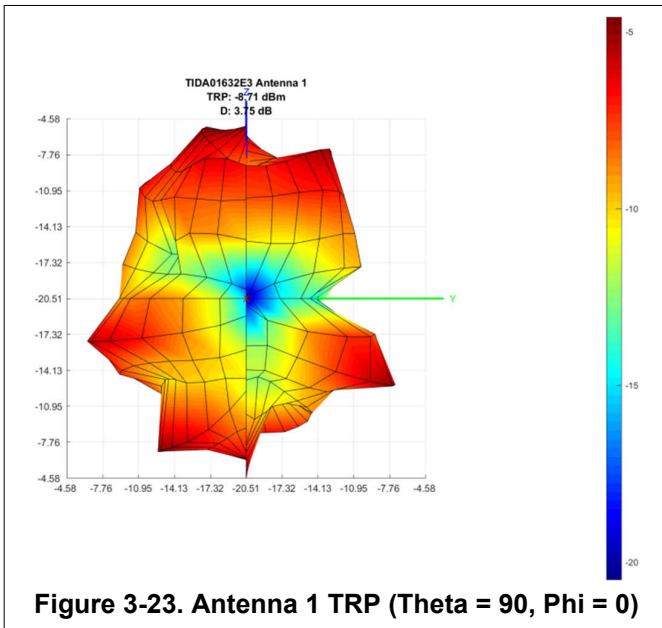 TIDA01632E3 Antenna 1
Z
TRP: -8.71 dBm
D: 3.75 dB
-4.58
-7.76
-10.95
-14.13
-17.32
-20.51
-17.32
-14.13
-10.95
-7.76
-4.58
Y
-4.58 -7.76 -10.95 -14.13 -17.32 -20.51 -17.32 -14.13 -10.95 -7.76 -4.58
-5
-10
-15
-20
Figure 3-23. Antenna 1 TRP (Theta = 90, Phi = 0)